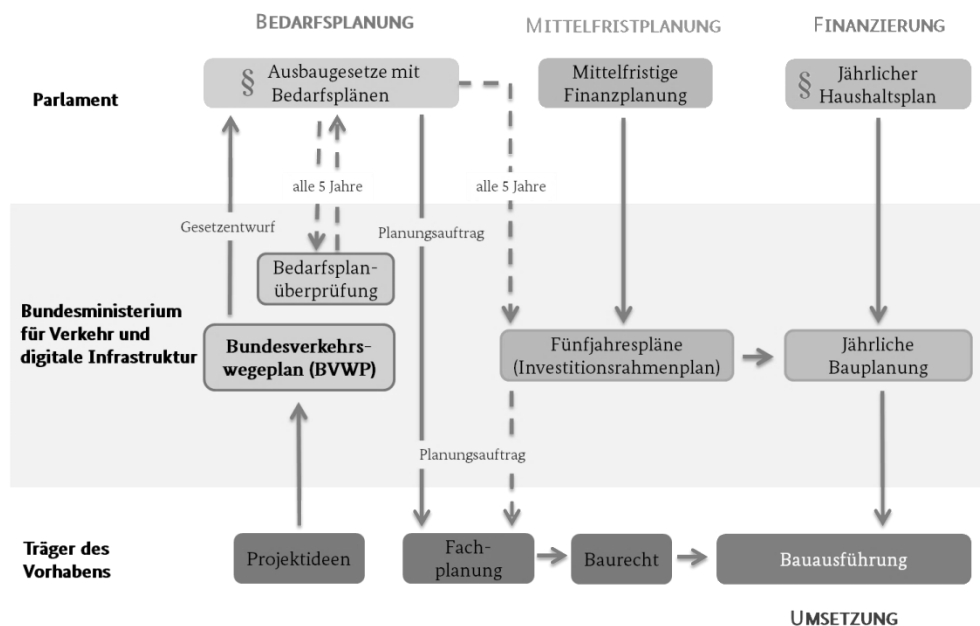 BEDARFSPLANUNG
MITTELFRISTPLANUNG
FINANZIERUNG
Parlament
§ Ausbaugesetze mit
Bedarfsplänen
Mittelfristige
Finanzplanung
§ Jährlicher
Haushaltsplan
alle 5 Jahre
alle 5 Jahre
Gesetzentwurf
Planungsauftrag
Bedarfsplan-
überprüfung
Bundesministerium
für Verkehr und
digitale Infrastruktur
Bundesverkehrs-
wegeplan (BVWP)
Fünfjahrespläne
(Investitionsrahmenplan)
Jährliche
Bauplanung
Planungsauftrag
Träger des
Vorhabens
Projektideen
Fach-
planung
Baurecht
Bauausführung
UMSETZUNG